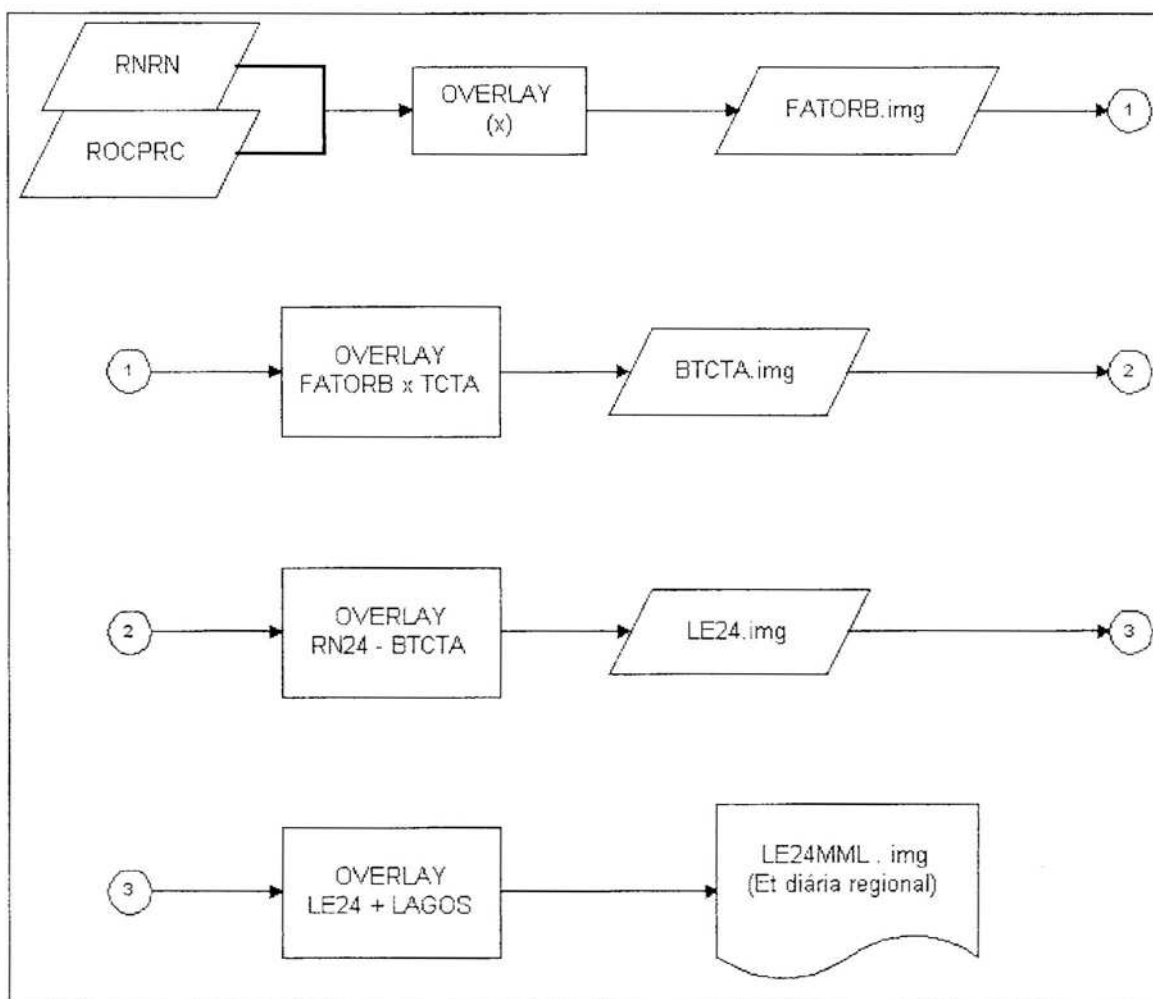 RNRN
ROCPRC
OVERLAY
(x)
FATORB.img
1
1
OVERLAY
FATORB x TCTA
BTCTA.img
2
2
OVERLAY
RN24 - BTCTA
LE24.img
3
3
OVERLAY
LE24 + LAGOS
LE24MML . img
(Et diária regional)